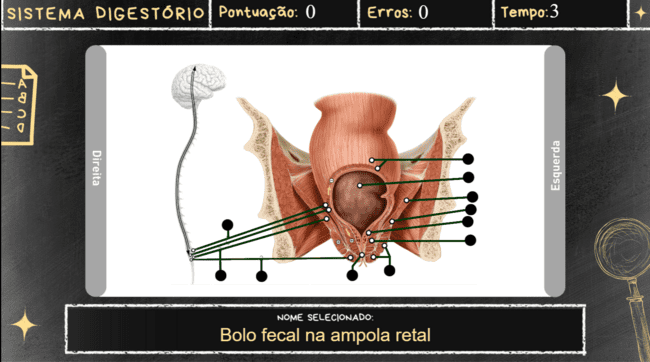 SISTEMA DIGESTÓRIO
Pontuação: 0
Erros: 0
Tempo:3
A
B
C
D
Direita
Esquerda
NOME SELECIONADO:
Bolo fecal na ampola retal